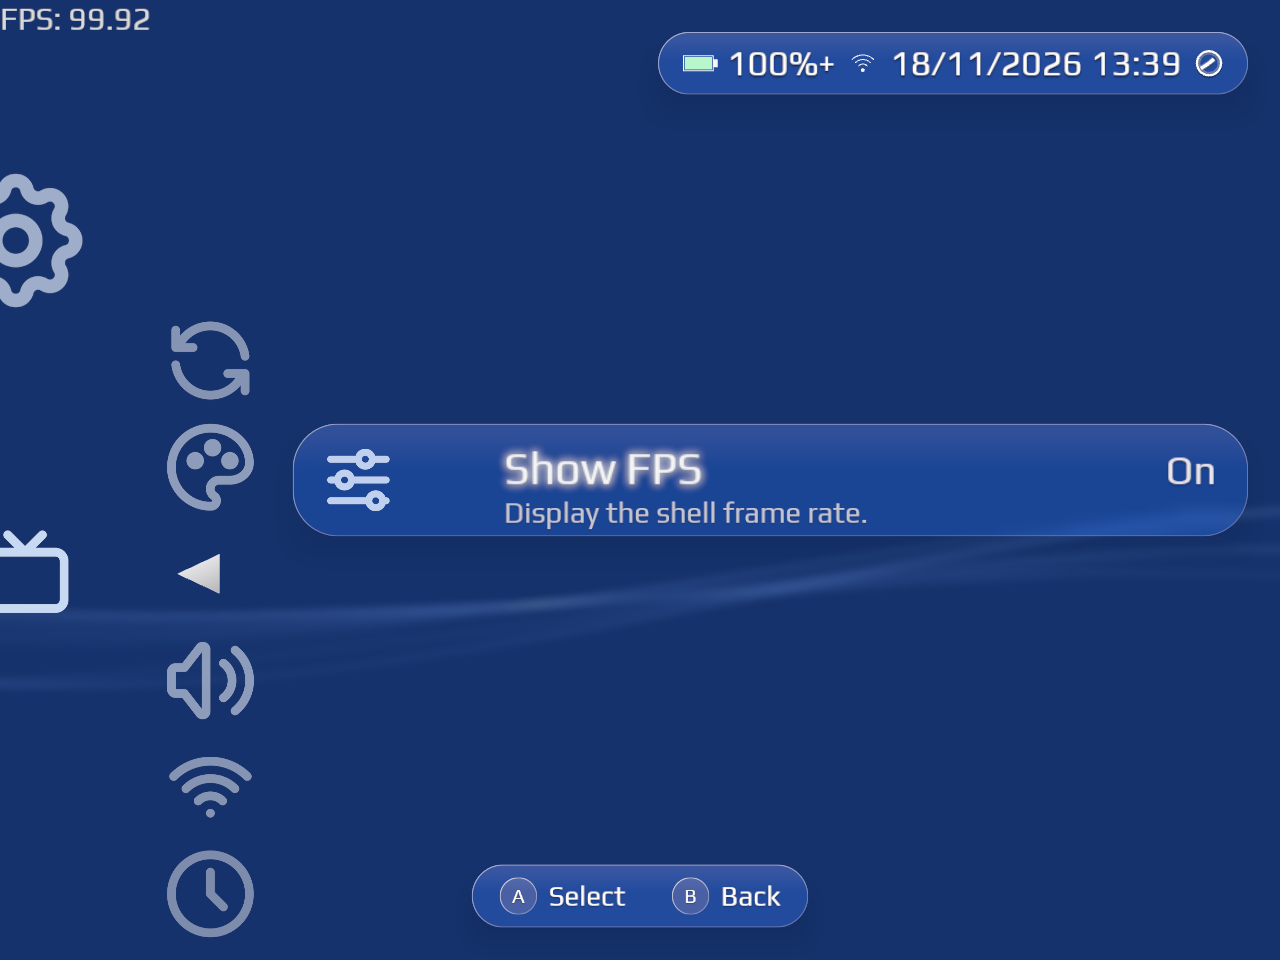 FPS: 99.92
100%+ 18/11/2026 13:39
Show FPS
On
Display the shell frame rate.
A Select B Back